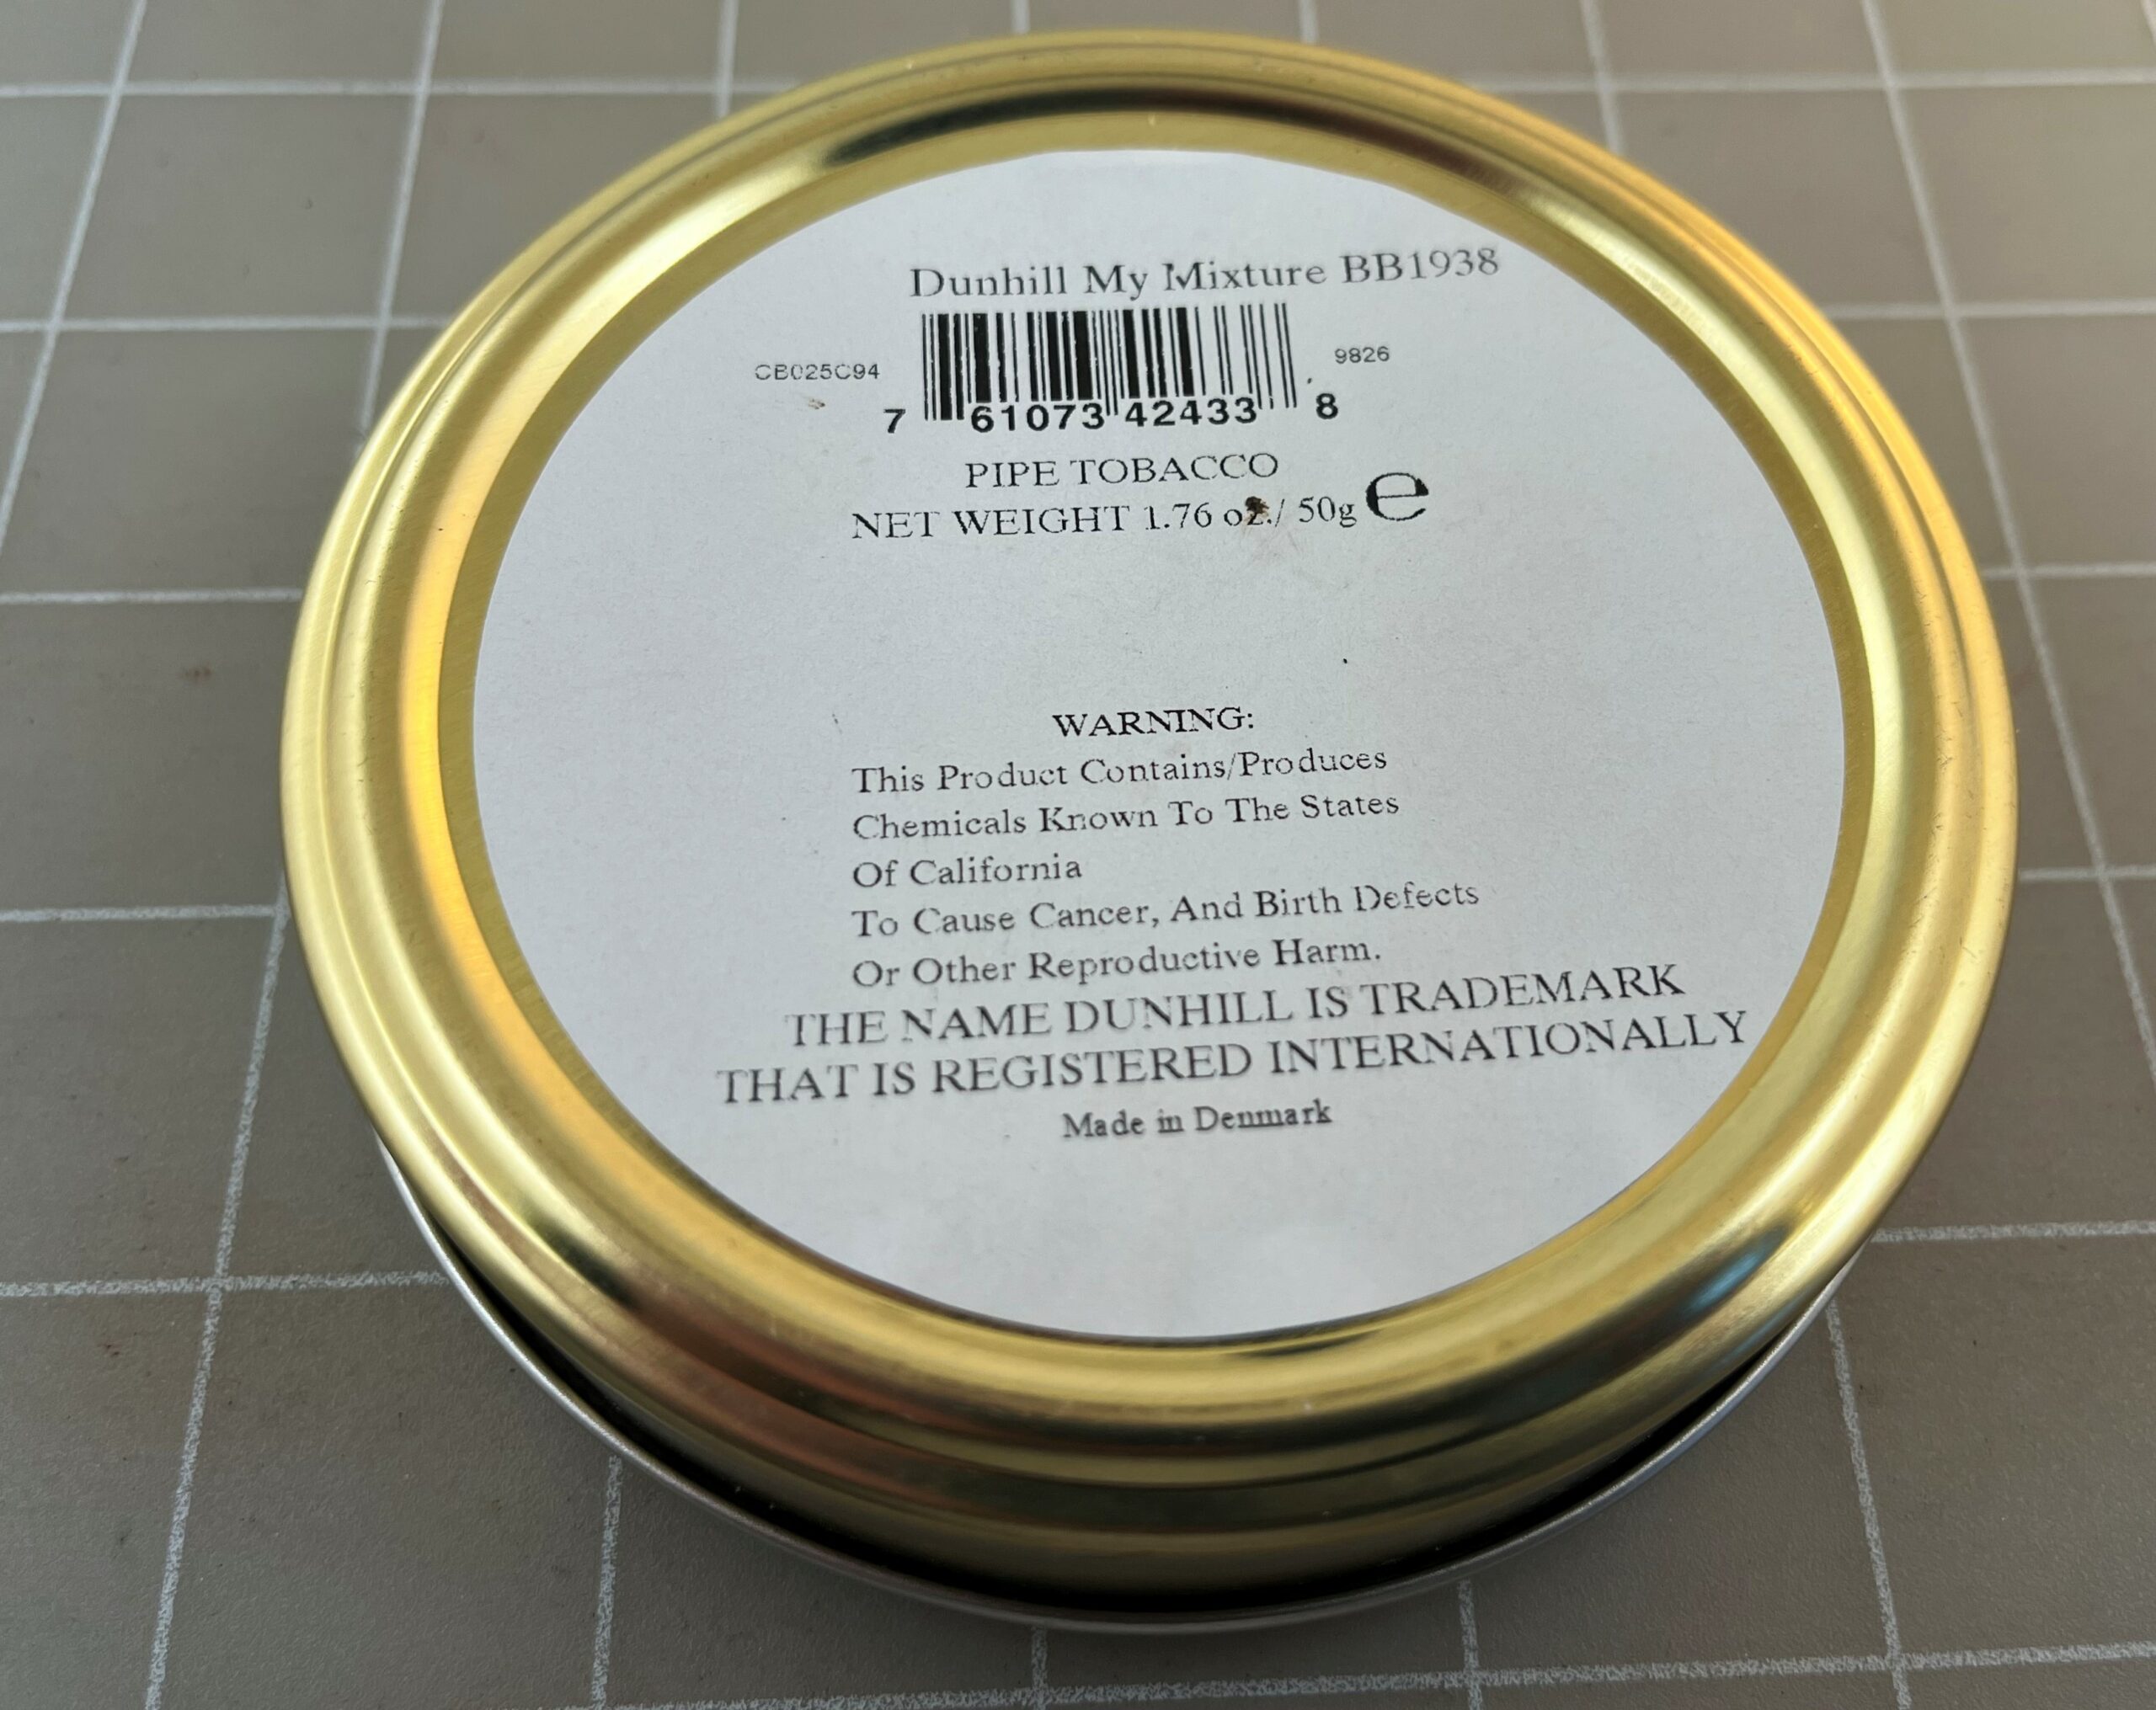 Dunhill My Mixture BB1938
CB025C94 9826
7 61073 42433 8
PIPE TOBACCO
NET WEIGHT 1.76 oz./ 50g e
WARNING:
This Product Contains/Produces
Chemicals Known To The States
Of California
To Cause Cancer, And Birth Defects
Or Other Reproductive Harm.
THE NAME DUNHILL IS TRADEMARK
THAT IS REGISTERED INTERNATIONALLY
Made in Denmark